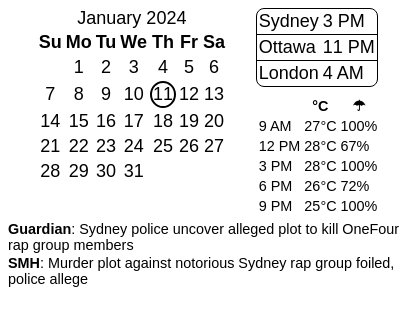 January 2024
Su Mo Tu We Th Fr Sa
1 2 3 4 5 6
7 8 9 10 11 12 13
14 15 16 17 18 19 20
21 22 23 24 25 26 27
28 29 30 31
Sydney 3 PM
Ottawa 11 PM
London 4 AM
°C ☂
9 AM 27°C 100%
12 PM 28°C 67%
3 PM 28°C 100%
6 PM 26°C 72%
9 PM 25°C 100%
Guardian: Sydney police uncover alleged plot to kill OneFour
rap group members
SMH: Murder plot against notorious Sydney rap group foiled,
police allege